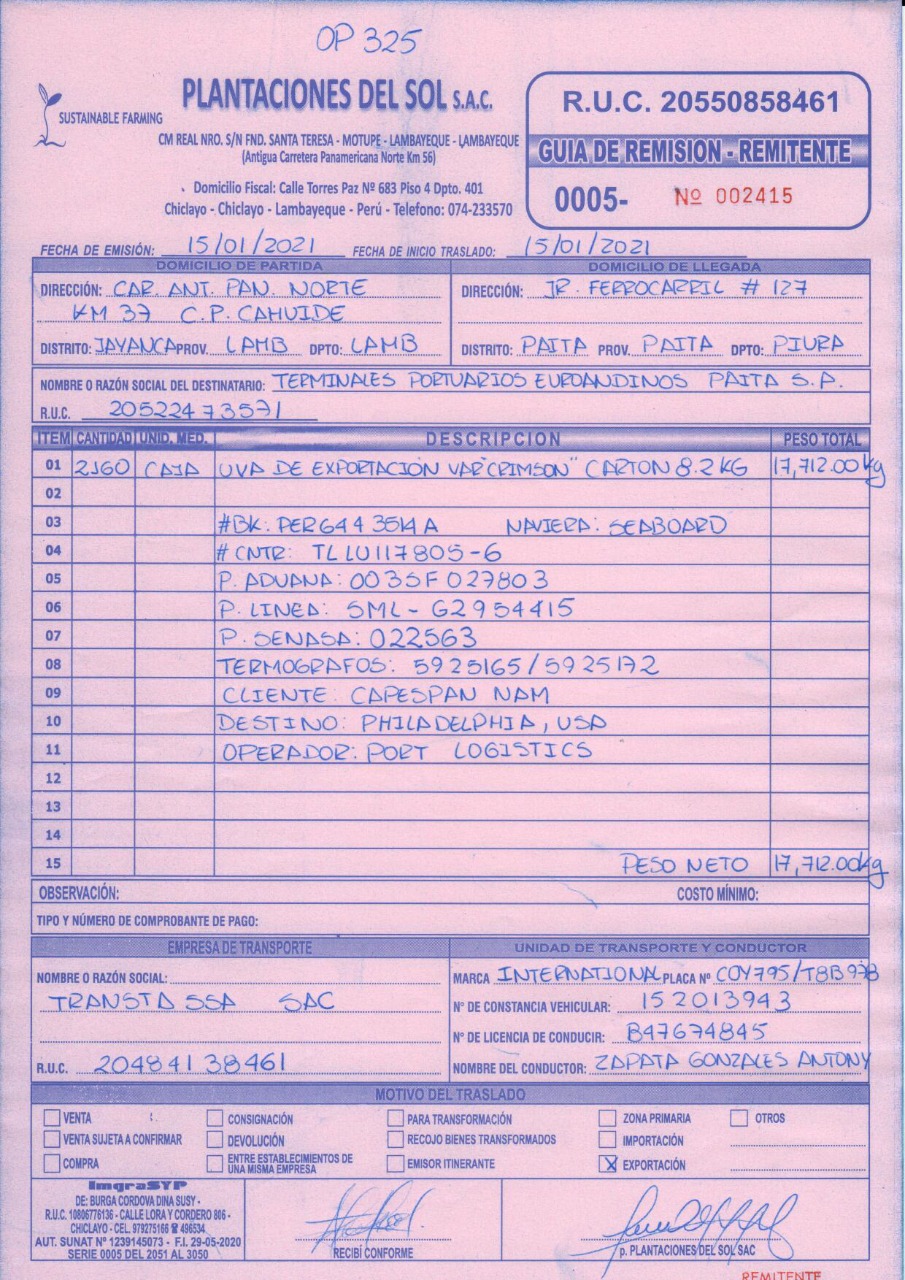 OP 325
SUSTAINABLE FARMING
PLANTACIONES DEL SOL S.A.C.
CM REAL NRO. S/N FND. SANTA TERESA - MOTUPE - LAMBAYEQUE - LAMBAYEQUE
(Antigua Carretera Panamericana Norte Km 56)
Domicilio Fiscal: Calle Torres Paz Nº 683 Piso 4 Dpto. 401
Chiclayo - Chiclayo - Lambayeque - Perú - Telefono: 074-233570
R.U.C. 20550858461
GUIA DE REMISION - REMITENTE
0005- Nº 002415
FECHA DE EMISIÓN: 15/01/2021 FECHA DE INICIO TRASLADO: 15/01/2021
DOMICILIO DE PARTIDA
DIRECCIÓN: CAR. ANT. PAN. NORTE
KM 37 C.P. CAHUIDE
DISTRITO: JAYANCA PROV. LAMB DPTO: LAMB
DOMICILIO DE LLEGADA
DIRECCIÓN: JR. FERROCARRIL # 127
DISTRITO: PAITA PROV. PAITA DPTO: PIURA
NOMBRE O RAZÓN SOCIAL DEL DESTINATARIO: TERMINALES PORTUARIOS EUROANDINOS PAITA S.A.
R.U.C. 20522473571
ITEM CANTIDAD UNID. MED. DESCRIPCION PESO TOTAL
01 2160 CAJA UVA DE EXPORTACIÓN VAR"CRIMSON" CARTON 8.2 KG 17,712.00 kg
02
03 #BK: PER6443514A NAVIERA: SEABOARD
04 # CNTR: TLLU117805-6
05 P. ADUANA: 0035F027803
06 P. LINEA: SML-G2954415
07 P. SENASA: 022563
08 TERMOGRAFOS: 5925165/5925172
09 CLIENTE: CAPESPAN NAM
10 DESTINO: PHILADELPHIA, USA
11 OPERADOR: PORT LOGISTICS
12
13
14
15 PESO NETO 17,712.00kg
OBSERVACIÓN: COSTO MÍNIMO:
TIPO Y NÚMERO DE COMPROBANTE DE PAGO:
EMPRESA DE TRANSPORTE
NOMBRE O RAZÓN SOCIAL:
TRANSTASSA SAC
R.U.C. 20484138461
UNIDAD DE TRANSPORTE Y CONDUCTOR
MARCA INTERNATIONAL PLACA Nº COY795/T8B978
Nº DE CONSTANCIA VEHICULAR: 152013943
Nº DE LICENCIA DE CONDUCIR: B47674845
NOMBRE DEL CONDUCTOR: ZAPATA GONZALES ANTONY
MOTIVO DEL TRASLADO
VENTA CONSIGNACIÓN PARA TRANSFORMACIÓN ZONA PRIMARIA OTROS
VENTA SUJETA A CONFIRMAR DEVOLUCIÓN RECOJO BIENES TRANSFORMADOS IMPORTACIÓN
COMPRA ENTRE ESTABLECIMIENTOS DE UNA MISMA EMPRESA EMISOR ITINERANTE X EXPORTACIÓN
ImgraSYP
DE: BURGA CORDOVA DINA SUSY -
R.U.C. 10806776136 - CALLE LORA Y CORDERO 806 -
CHICLAYO - CEL. 979275166 ☎ 496534
AUT. SUNAT Nº 1239145073 - F.I. 29-05-2020
SERIE 0005 DEL 2051 AL 3050
RECIBÍ CONFORME
p. PLANTACIONES DEL SOL SAC
REMITENTE